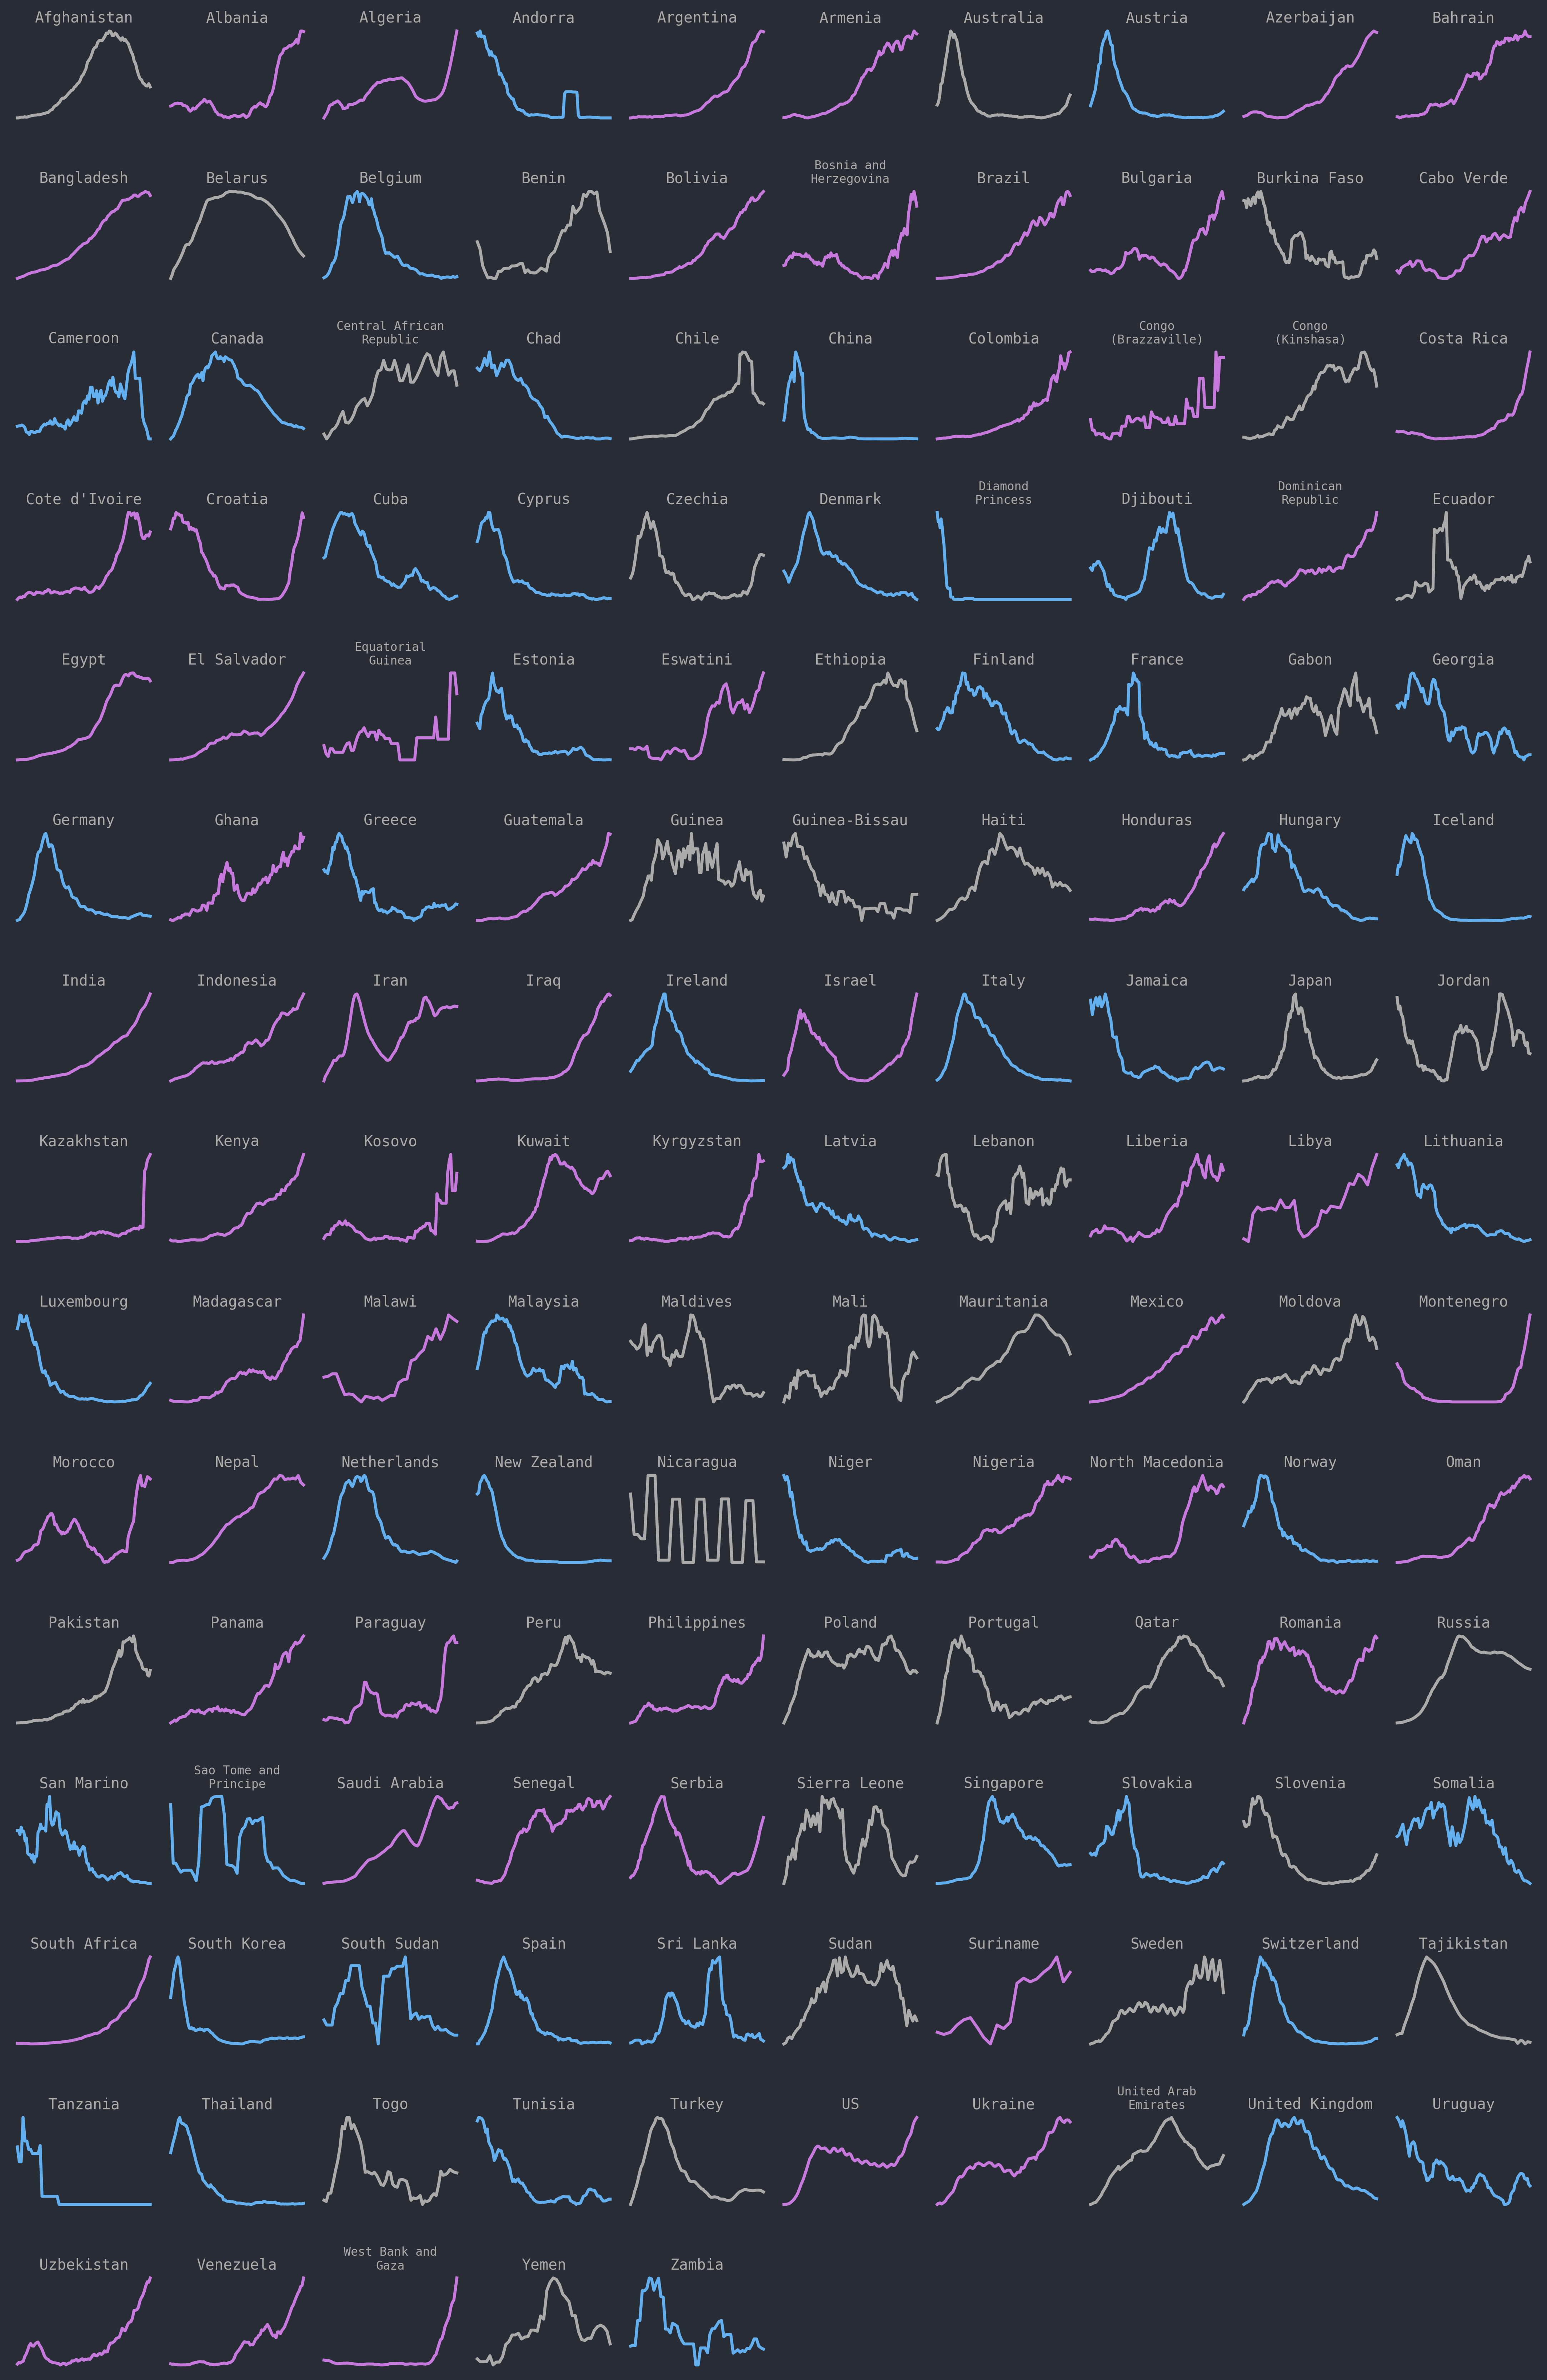 Afghanistan
Albania
Algeria
Andorra
Argentina
Armenia
Australia
Austria
Azerbaijan
Bahrain
Bangladesh
Belarus
Belgium
Benin
Bolivia
Bosnia and
Herzegovina
Brazil
Bulgaria
Burkina Faso
Cabo Verde
Cameroon
Canada
Central African
Republic
Chad
Chile
China
Colombia
Congo
(Brazzaville)
Congo
(Kinshasa)
Costa Rica
Cote d'Ivoire
Croatia
Cuba
Cyprus
Czechia
Denmark
Diamond
Princess
Djibouti
Dominican
Republic
Ecuador
Egypt
El Salvador
Equatorial
Guinea
Estonia
Eswatini
Ethiopia
Finland
France
Gabon
Georgia
Germany
Ghana
Greece
Guatemala
Guinea
Guinea-Bissau
Haiti
Honduras
Hungary
Iceland
India
Indonesia
Iran
Iraq
Ireland
Israel
Italy
Jamaica
Japan
Jordan
Kazakhstan
Kenya
Kosovo
Kuwait
Kyrgyzstan
Latvia
Lebanon
Liberia
Libya
Lithuania
Luxembourg
Madagascar
Malawi
Malaysia
Maldives
Mali
Mauritania
Mexico
Moldova
Montenegro
Morocco
Nepal
Netherlands
New Zealand
Nicaragua
Niger
Nigeria
North Macedonia
Norway
Oman
Pakistan
Panama
Paraguay
Peru
Philippines
Poland
Portugal
Qatar
Romania
Russia
San Marino
Sao Tome and
Principe
Saudi Arabia
Senegal
Serbia
Sierra Leone
Singapore
Slovakia
Slovenia
Somalia
South Africa
South Korea
South Sudan
Spain
Sri Lanka
Sudan
Suriname
Sweden
Switzerland
Tajikistan
Tanzania
Thailand
Togo
Tunisia
Turkey
US
Ukraine
United Arab
Emirates
United Kingdom
Uruguay
Uzbekistan
Venezuela
West Bank and
Gaza
Yemen
Zambia